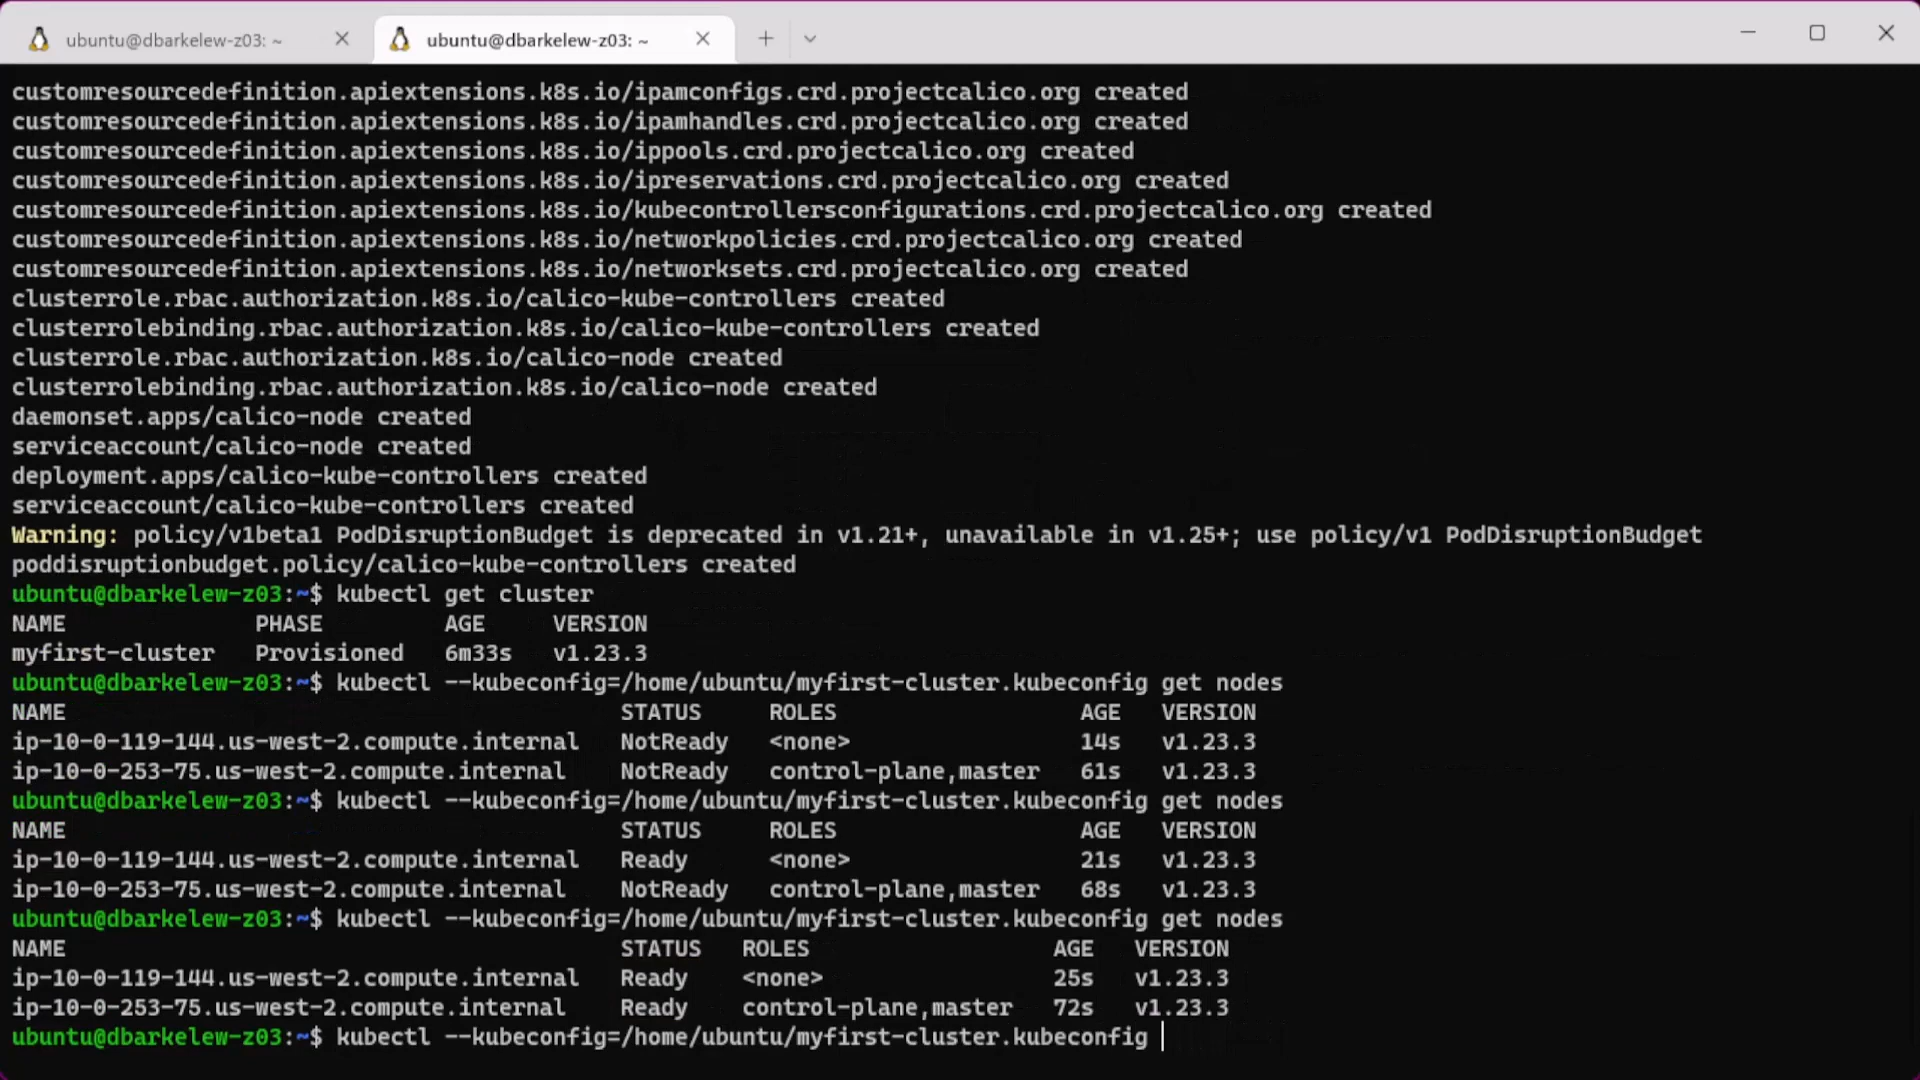 ubuntu@dbarkelew-z03: ~
ubuntu@dbarkelew-z03: ~
customresourcedefinition.apiextensions.k8s.io/ipamconfigs.crd.projectcalico.org created
customresourcedefinition.apiextensions.k8s.io/ipamhandles.crd.projectcalico.org created
customresourcedefinition.apiextensions.k8s.io/ippools.crd.projectcalico.org created
customresourcedefinition.apiextensions.k8s.io/ipreservations.crd.projectcalico.org created
customresourcedefinition.apiextensions.k8s.io/kubecontrollersconfigurations.crd.projectcalico.org created
customresourcedefinition.apiextensions.k8s.io/networkpolicies.crd.projectcalico.org created
customresourcedefinition.apiextensions.k8s.io/networksets.crd.projectcalico.org created
clusterrole.rbac.authorization.k8s.io/calico-kube-controllers created
clusterrolebinding.rbac.authorization.k8s.io/calico-kube-controllers created
clusterrole.rbac.authorization.k8s.io/calico-node created
clusterrolebinding.rbac.authorization.k8s.io/calico-node created
daemonset.apps/calico-node created
serviceaccount/calico-node created
deployment.apps/calico-kube-controllers created
serviceaccount/calico-kube-controllers created
Warning: policy/v1beta1 PodDisruptionBudget is deprecated in v1.21+, unavailable in v1.25+; use policy/v1 PodDisruptionBudget
poddisruptionbudget.policy/calico-kube-controllers created
ubuntu@dbarkelew-z03:~$ kubectl get cluster
NAME PHASE AGE VERSION
myfirst-cluster Provisioned 6m33s v1.23.3
ubuntu@dbarkelew-z03:~$ kubectl --kubeconfig=/home/ubuntu/myfirst-cluster.kubeconfig get nodes
NAME STATUS ROLES AGE VERSION
ip-10-0-119-144.us-west-2.compute.internal NotReady <none> 14s v1.23.3
ip-10-0-253-75.us-west-2.compute.internal NotReady control-plane,master 61s v1.23.3
ubuntu@dbarkelew-z03:~$ kubectl --kubeconfig=/home/ubuntu/myfirst-cluster.kubeconfig get nodes
NAME STATUS ROLES AGE VERSION
ip-10-0-119-144.us-west-2.compute.internal Ready <none> 21s v1.23.3
ip-10-0-253-75.us-west-2.compute.internal NotReady control-plane,master 68s v1.23.3
ubuntu@dbarkelew-z03:~$ kubectl --kubeconfig=/home/ubuntu/myfirst-cluster.kubeconfig get nodes
NAME STATUS ROLES AGE VERSION
ip-10-0-119-144.us-west-2.compute.internal Ready <none> 25s v1.23.3
ip-10-0-253-75.us-west-2.compute.internal Ready control-plane,master 72s v1.23.3
ubuntu@dbarkelew-z03:~$ kubectl --kubeconfig=/home/ubuntu/myfirst-cluster.kubeconfig